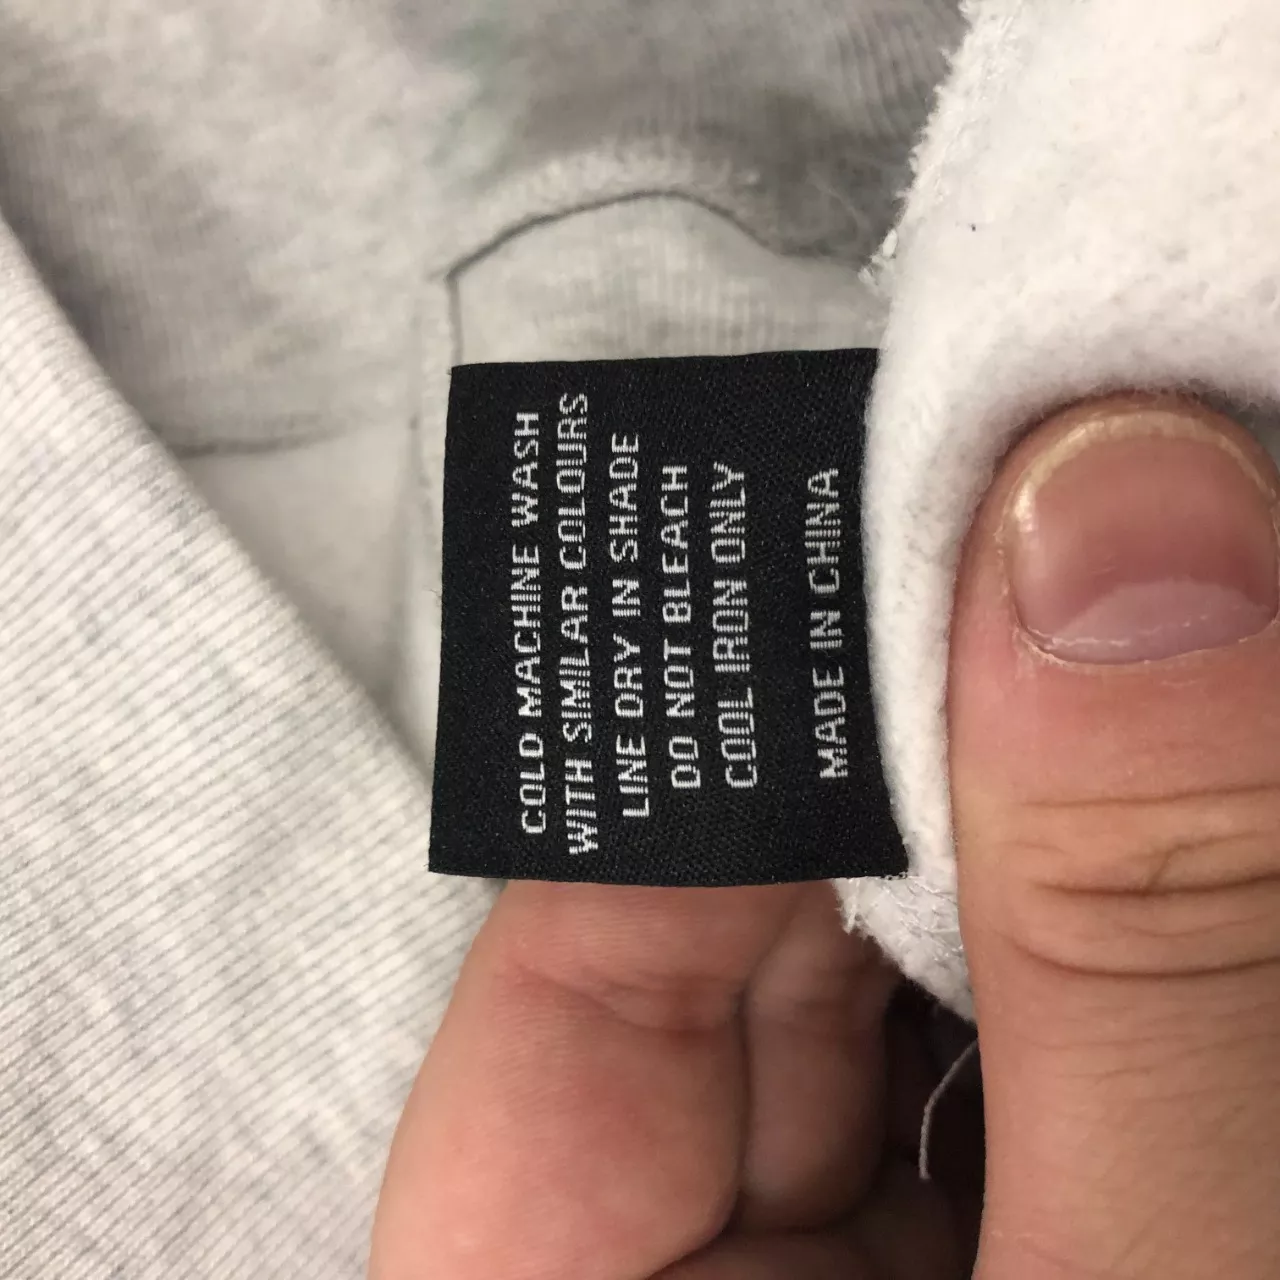 COLD MACHINE WASH
WITH SIMILAR COLOURS
LINE DRY IN SHADE
DO NOT BLEACH
COOL IRON ONLY
MADE IN CHINA